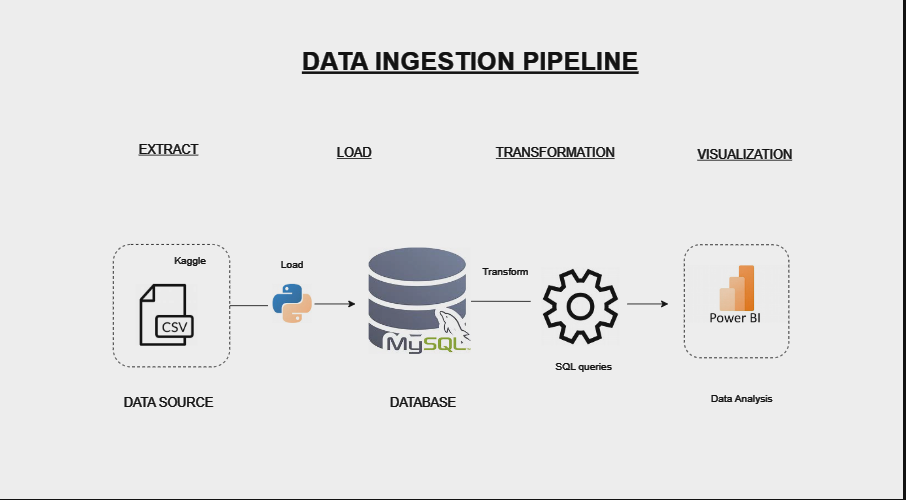 DATA INGESTION PIPELINE
EXTRACT
LOAD
TRANSFORMATION
VISUALIZATION
Kaggle
CSV
DATA SOURCE
Load
MySQL
DATABASE
Transform
SQL queries
Power BI
Data Analysis